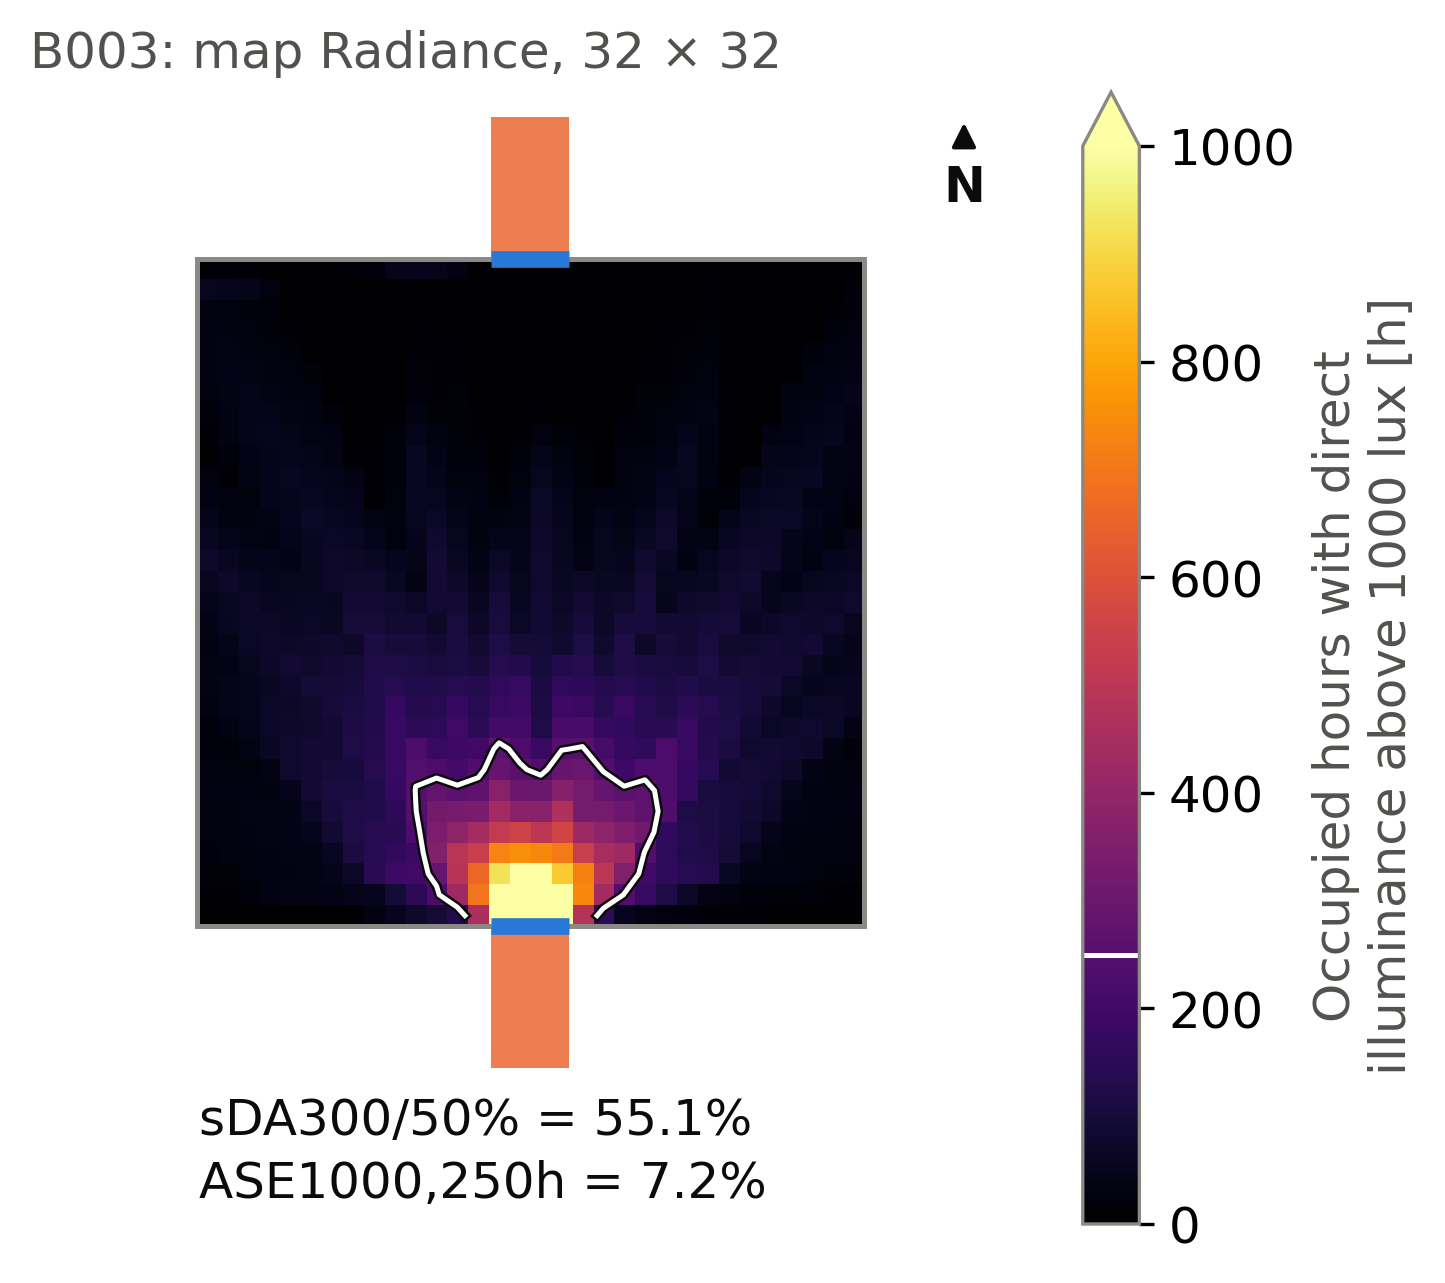 B003: map Radiance, 32 × 32
N
1000
800
600
400
200
0
Occupied hours with direct
illuminance above 1000 lux [h]
sDA300/50% = 55.1%
ASE1000,250h = 7.2%